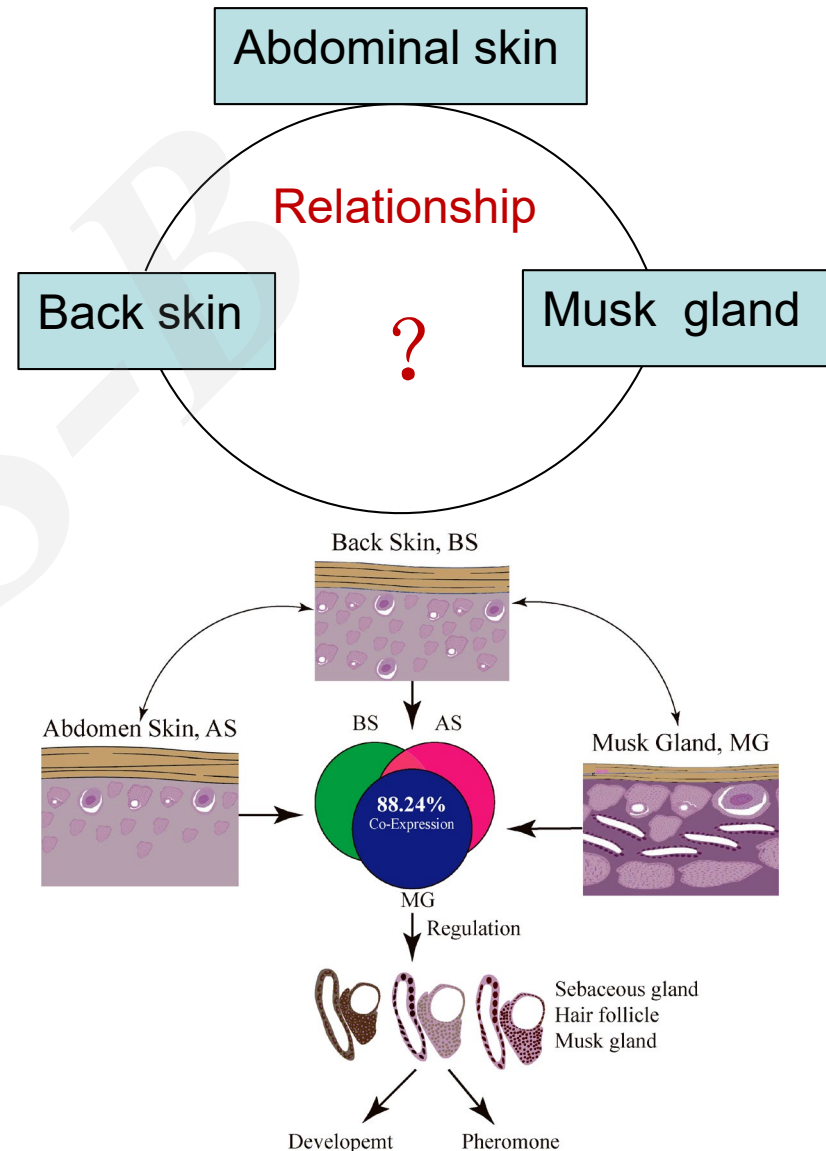 Abdominal skin
Relationship
Back skin
Musk gland
?
Back Skin, BS
Abdomen Skin, AS
BS AS
Musk Gland, MG
88.24%
Co-Expression
MG
Regulation
Sebaceous gland
Hair follicle
Musk gland
Developemt
Pheromone